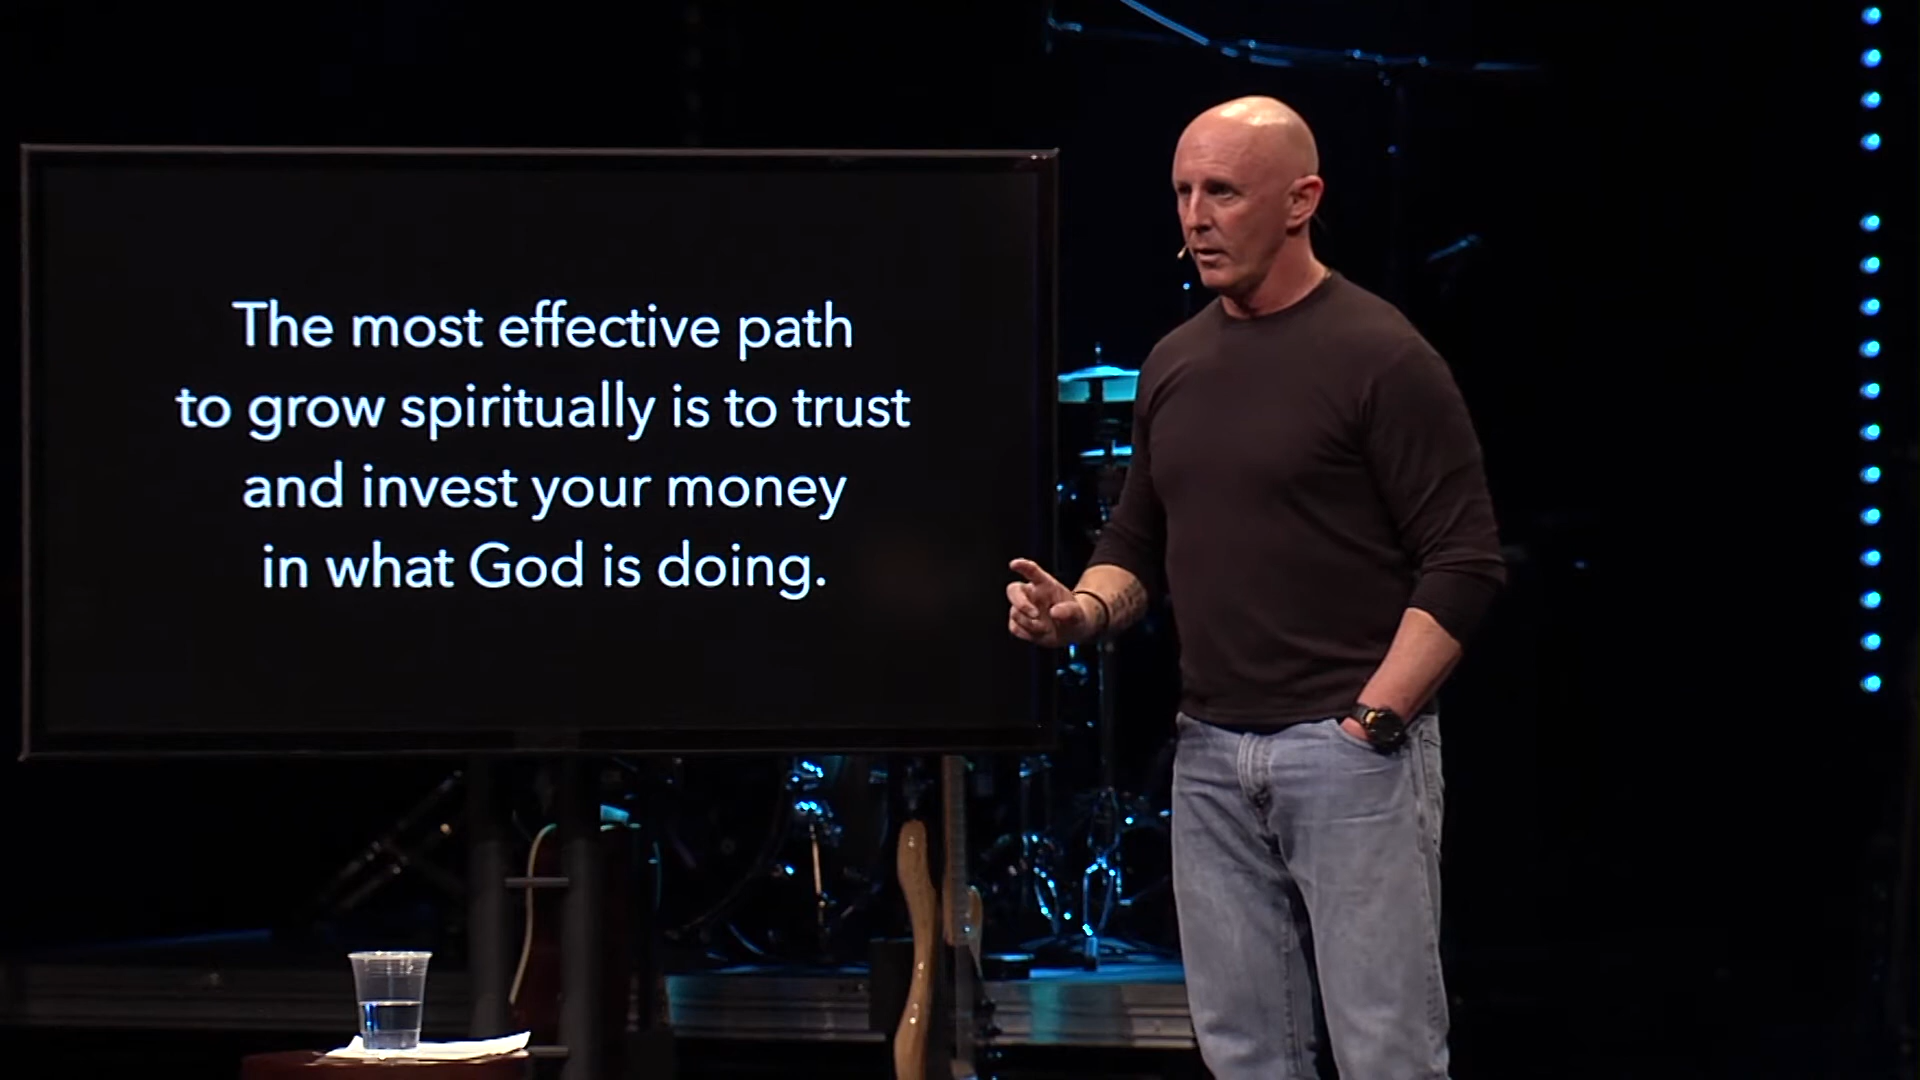 The most effective path
to grow spiritually is to trust
and invest your money
in what God is doing.